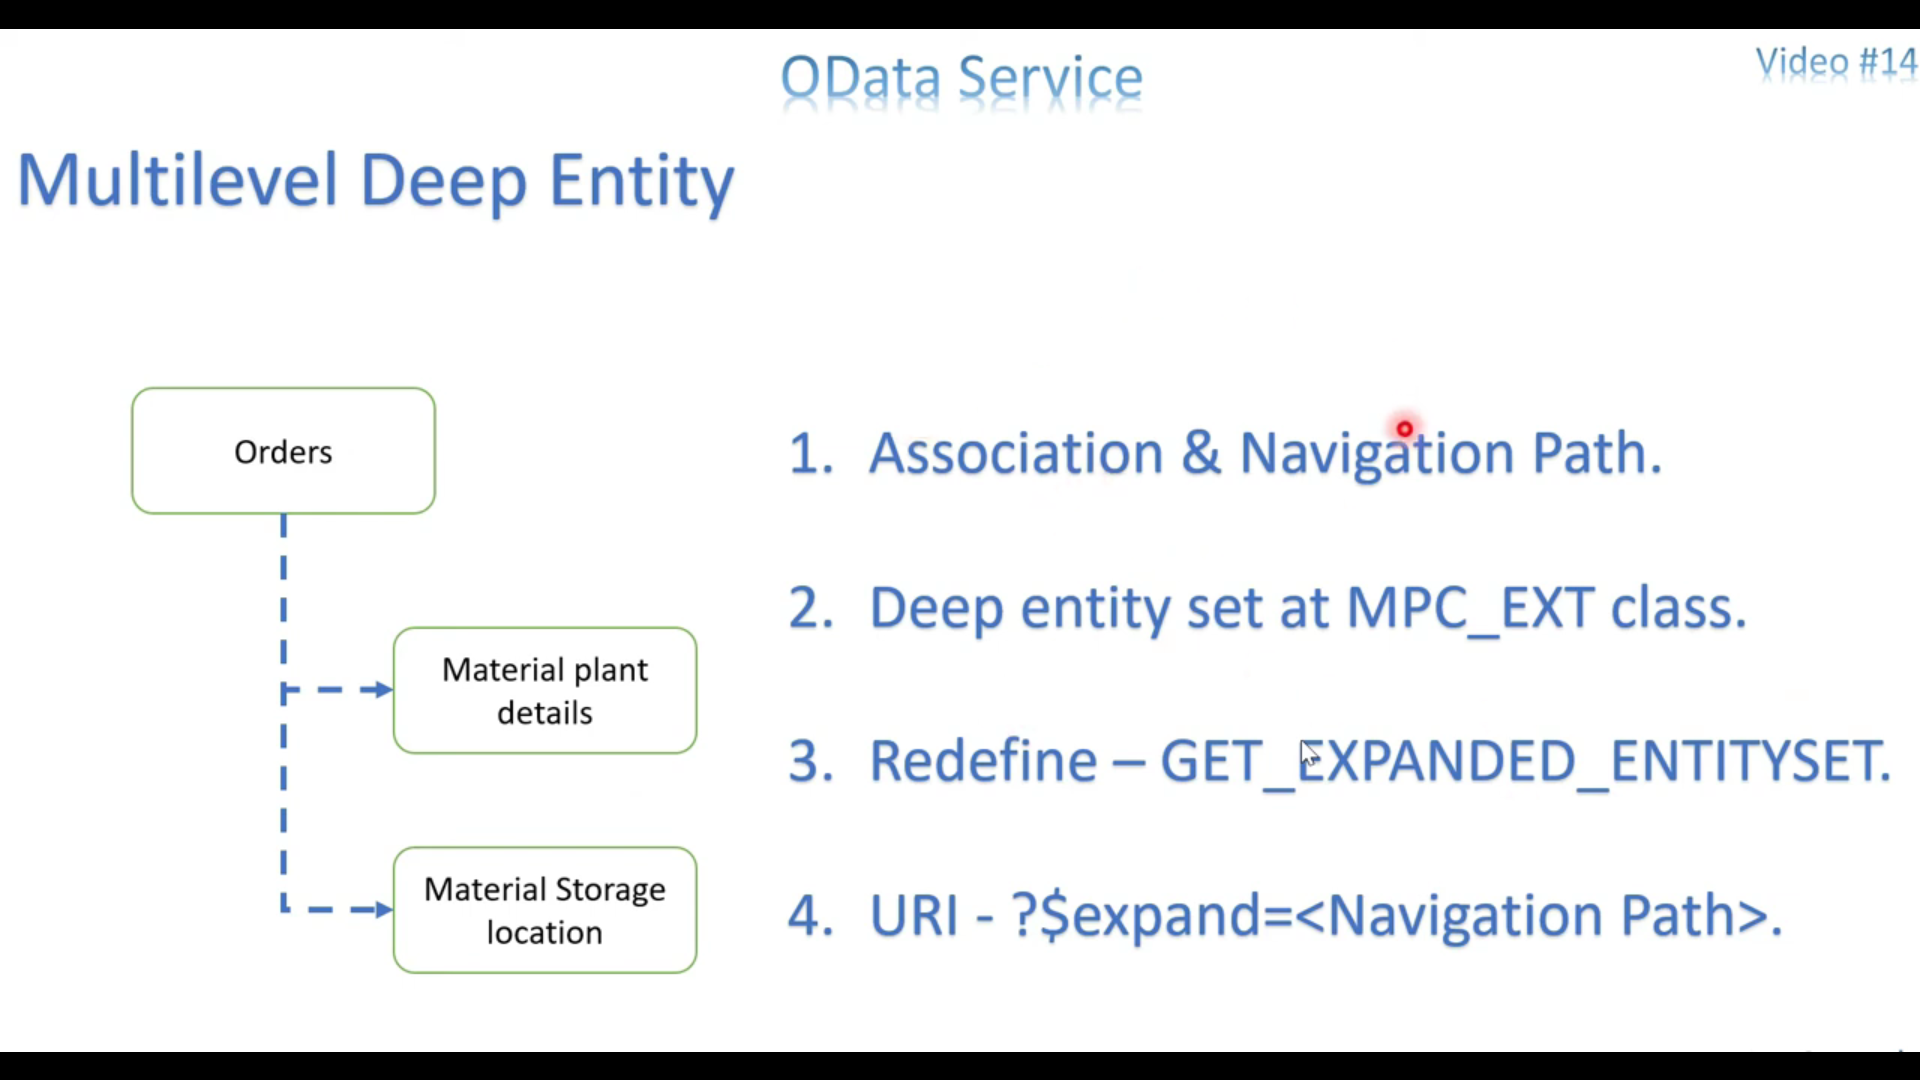 OData Service
Video #14
Multilevel Deep Entity
Orders
Material plant
details
Material Storage
location
1. Association & Navigation Path.
2. Deep entity set at MPC_EXT class.
3. Redefine – GET_EXPANDED_ENTITYSET.
4. URI - ?$expand=<Navigation Path>.